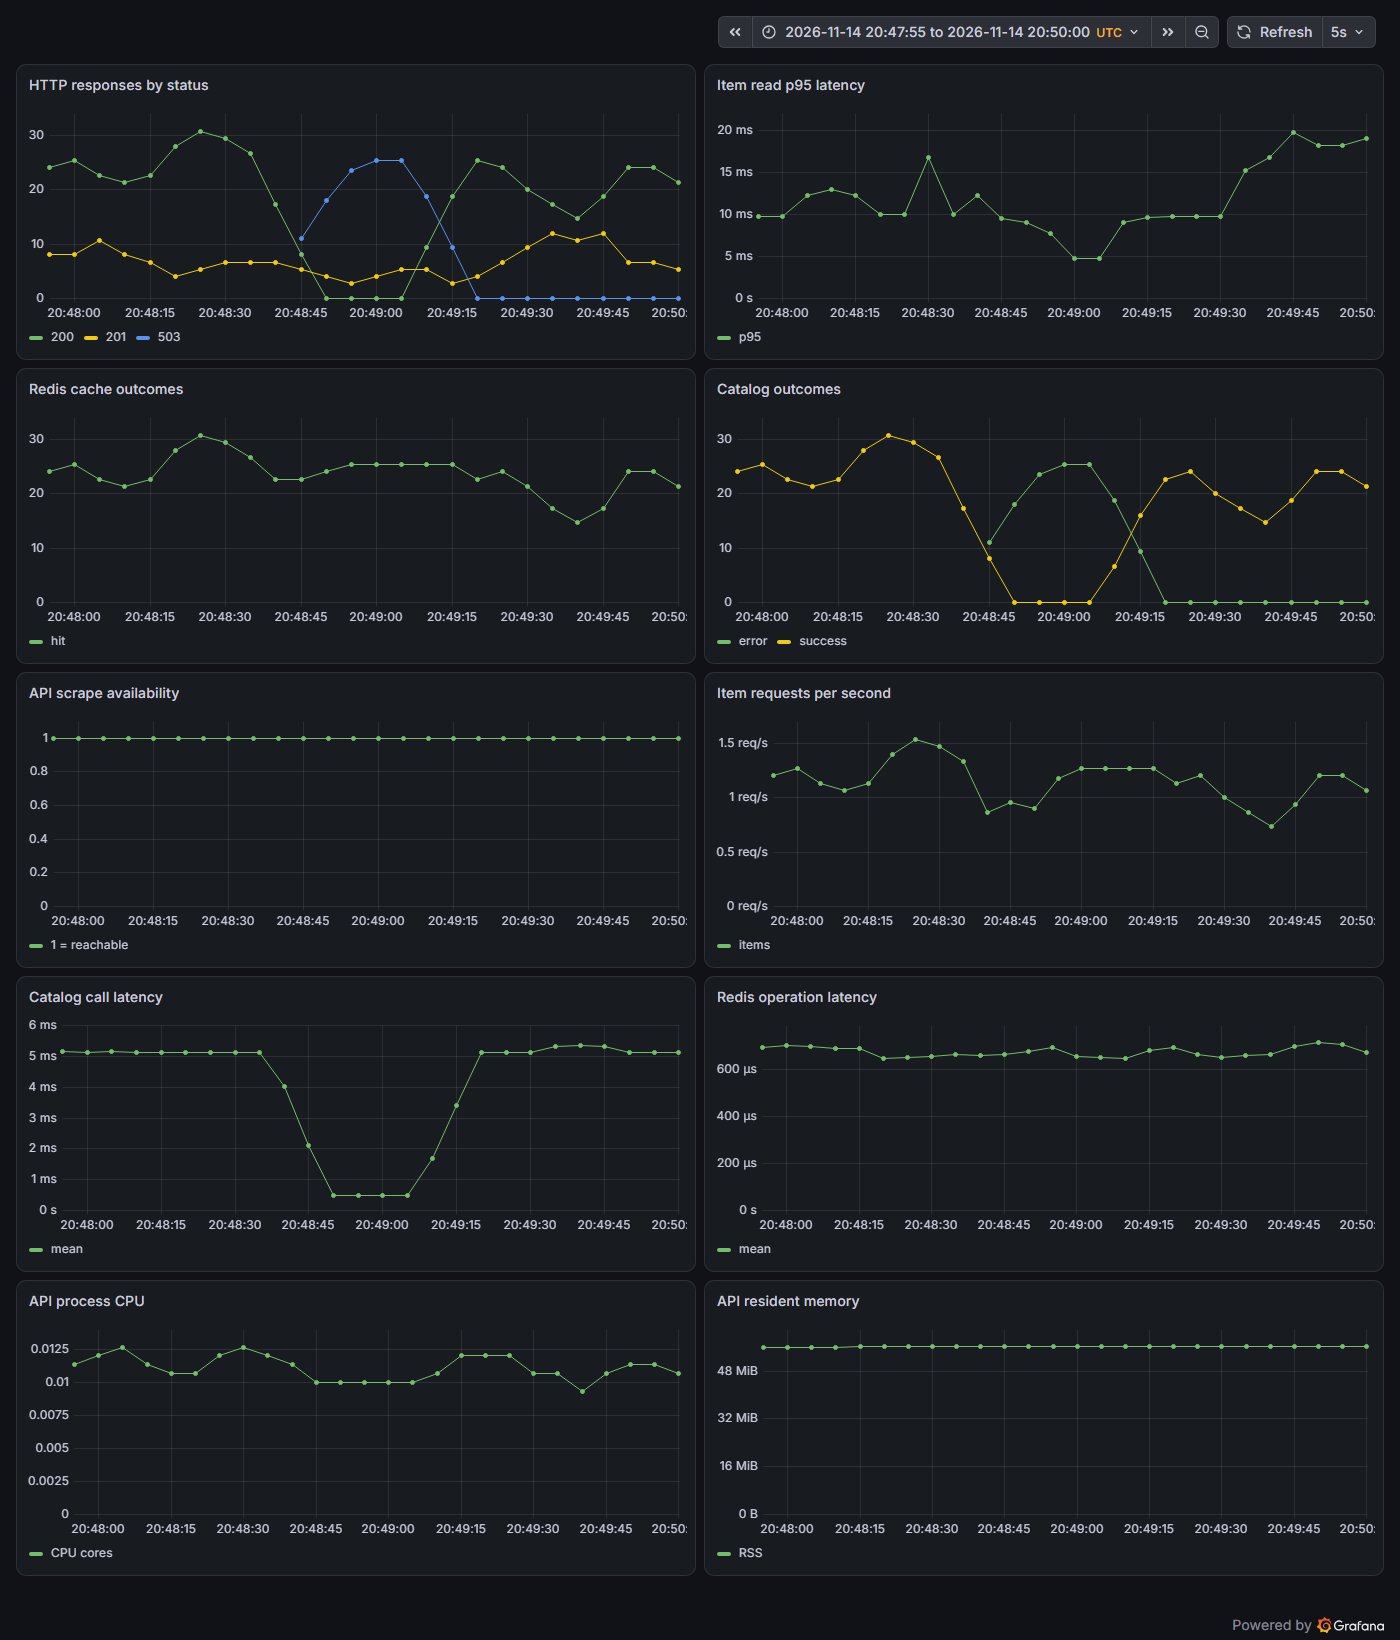 2026-11-14 20:47:55 to 2026-11-14 20:50:00 UTC
Refresh
5s
HTTP responses by status
30
20
10
0
20:48:00 20:48:15 20:48:30 20:48:45 20:49:00 20:49:15 20:49:30 20:49:45 20:50:
200 201 503
Item read p95 latency
20 ms
15 ms
10 ms
5 ms
0 s
20:48:00 20:48:15 20:48:30 20:48:45 20:49:00 20:49:15 20:49:30 20:49:45 20:50:
p95
Redis cache outcomes
30
20
10
0
20:48:00 20:48:15 20:48:30 20:48:45 20:49:00 20:49:15 20:49:30 20:49:45 20:50:
hit
Catalog outcomes
30
20
10
0
20:48:00 20:48:15 20:48:30 20:48:45 20:49:00 20:49:15 20:49:30 20:49:45 20:50:
error success
API scrape availability
1
0.8
0.6
0.4
0.2
0
20:48:00 20:48:15 20:48:30 20:48:45 20:49:00 20:49:15 20:49:30 20:49:45 20:50:
1 = reachable
Item requests per second
1.5 req/s
1 req/s
0.5 req/s
0 req/s
20:48:00 20:48:15 20:48:30 20:48:45 20:49:00 20:49:15 20:49:30 20:49:45 20:50:
items
Catalog call latency
6 ms
5 ms
4 ms
3 ms
2 ms
1 ms
0 s
20:48:00 20:48:15 20:48:30 20:48:45 20:49:00 20:49:15 20:49:30 20:49:45 20:50:
mean
Redis operation latency
600 µs
400 µs
200 µs
0 s
20:48:00 20:48:15 20:48:30 20:48:45 20:49:00 20:49:15 20:49:30 20:49:45 20:50:
mean
API process CPU
0.0125
0.01
0.0075
0.005
0.0025
0
20:48:00 20:48:15 20:48:30 20:48:45 20:49:00 20:49:15 20:49:30 20:49:45 20:50:
CPU cores
API resident memory
48 MiB
32 MiB
16 MiB
0 B
20:48:00 20:48:15 20:48:30 20:48:45 20:49:00 20:49:15 20:49:30 20:49:45 20:50:
RSS
Powered by Grafana